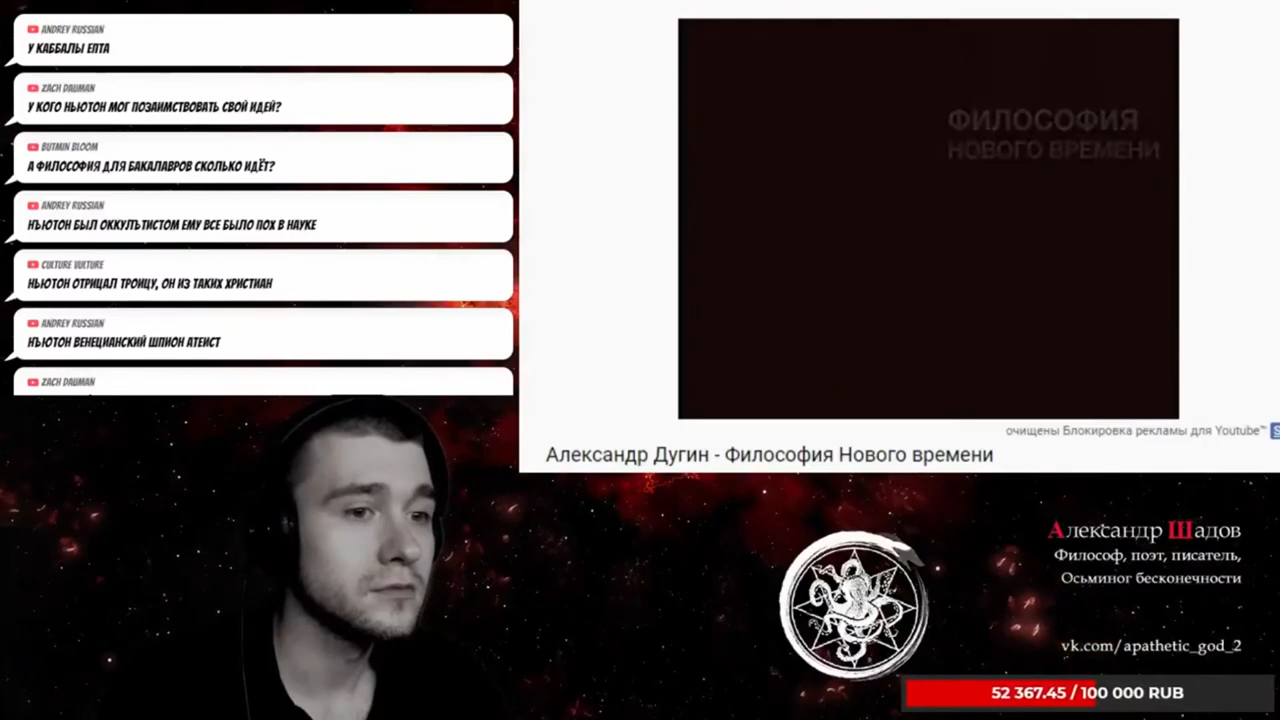 ANDREY RUSSIAN
У КАББАЛЫ ЕПТА
ZACH DAUMAN
У КОГО НЬЮТОН МОГ ПОЗАИМСТВОВАТЬ СВОЙ ИДЕЙ?
BUTMIN BLOOM
А ФИЛОСОФИЯ ДЛЯ БАКАЛАВРОВ СКОЛЬКО ИДЁТ?
ANDREY RUSSIAN
НЪЮТОН БЫЛ ОККУЛЪТИСТОМ ЕМУ ВСЕ БЫЛО ПОХ В НАУКЕ
CULTURE VULTURE
НЬЮТОН ОТРИЦАЛ ТРОИЦУ, ОН ИЗ ТАКИХ ХРИСТИАН
ANDREY RUSSIAN
НЪЮТОН ВЕНЕЦИАНСКИЙ ШПИОН АТЕИСТ
ZACH DAUMAN
ФИЛОСОФИЯ
НОВОГО ВРЕМЕНИ
очищены Блокировка рекламы для Youtube™ S
Александр Дугин - Философия Нового времени
Александр Шадов
Философ, поэт, писатель,
Осьминог бесконечности
vk.com/apathetic_god_2
52 367.45 / 100 000 RUB